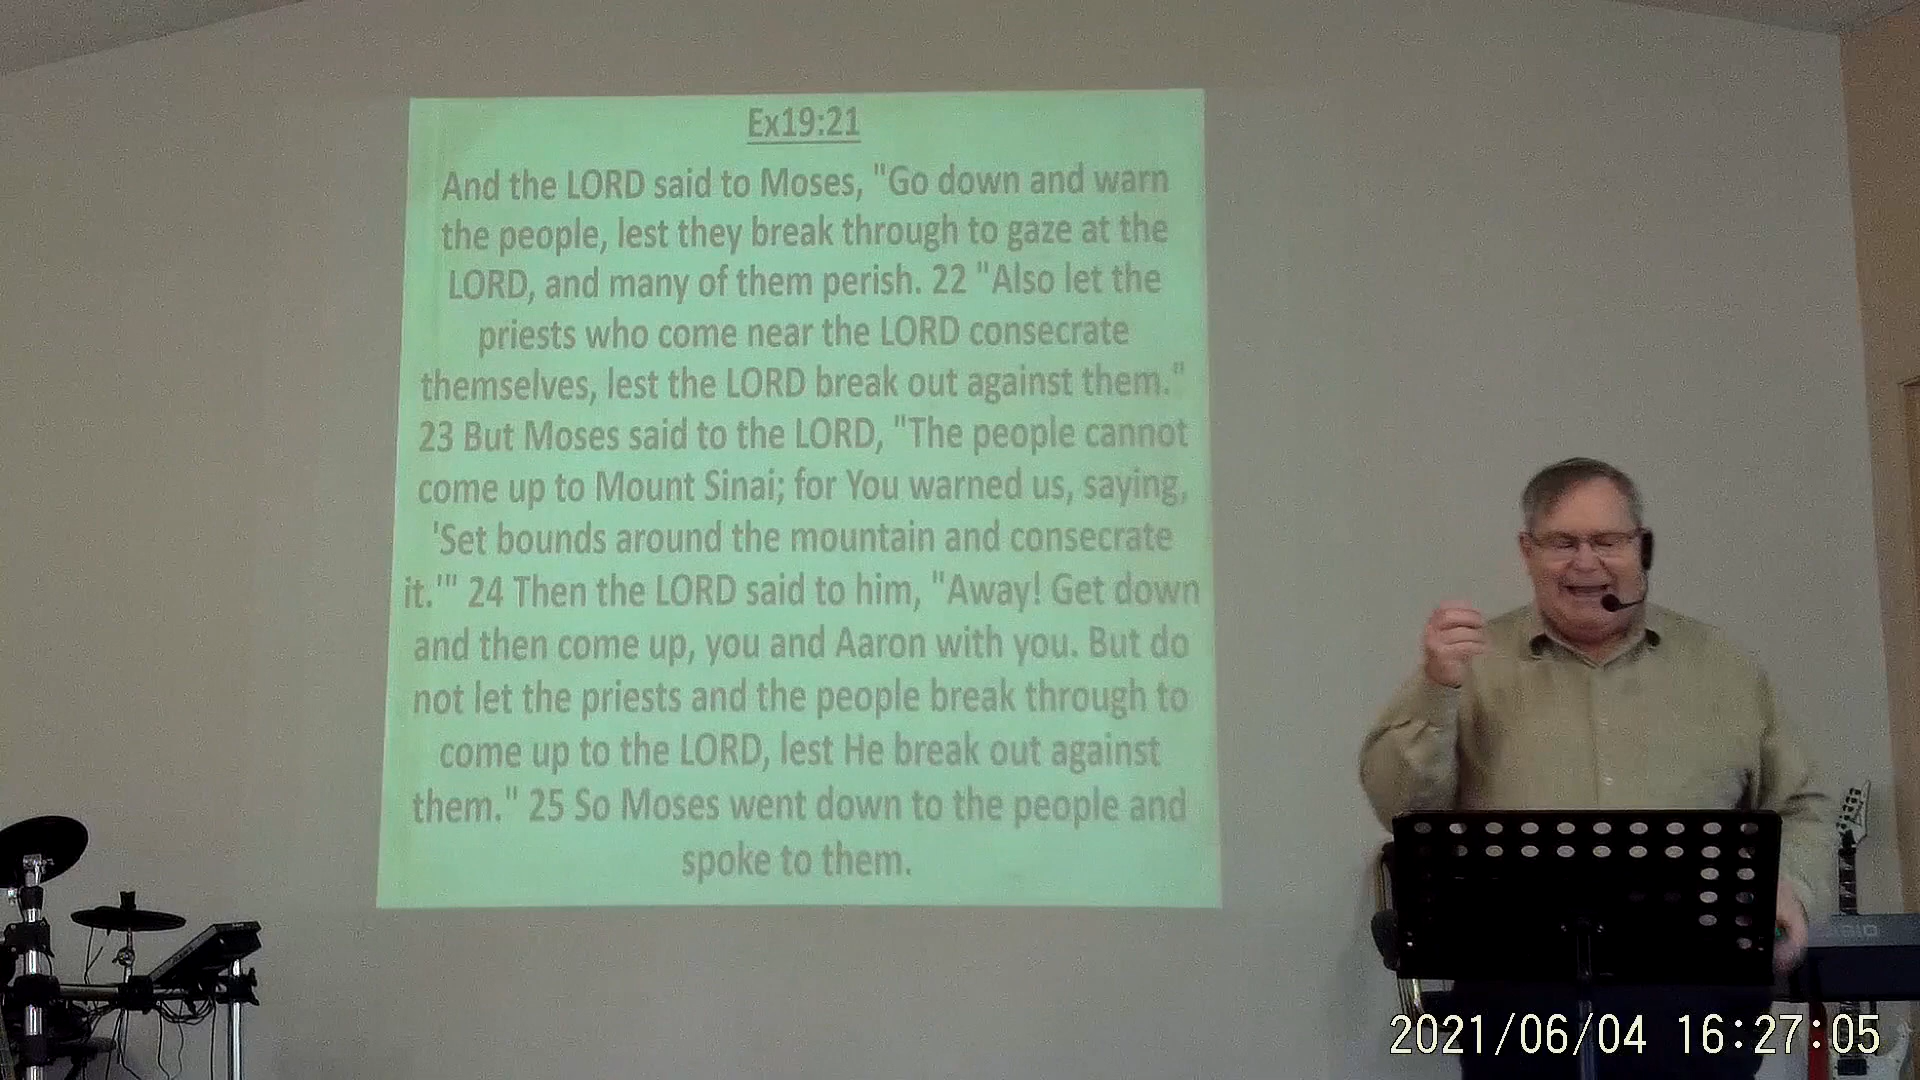 Ex19:21
And the LORD said to Moses, "Go down and warn
the people, lest they break through to gaze at the
LORD, and many of them perish. 22 "Also let the
priests who come near the LORD consecrate
themselves, lest the LORD break out against them."
23 But Moses said to the LORD, "The people cannot
come up to Mount Sinai; for You warned us, saying,
'Set bounds around the mountain and consecrate
it.'" 24 Then the LORD said to him, "Away! Get down
and then come up, you and Aaron with you. But do
not let the priests and the people break through to
come up to the LORD, lest He break out against
them." 25 So Moses went down to the people and
spoke to them.
CASIO
2021/06/04 16:27:05